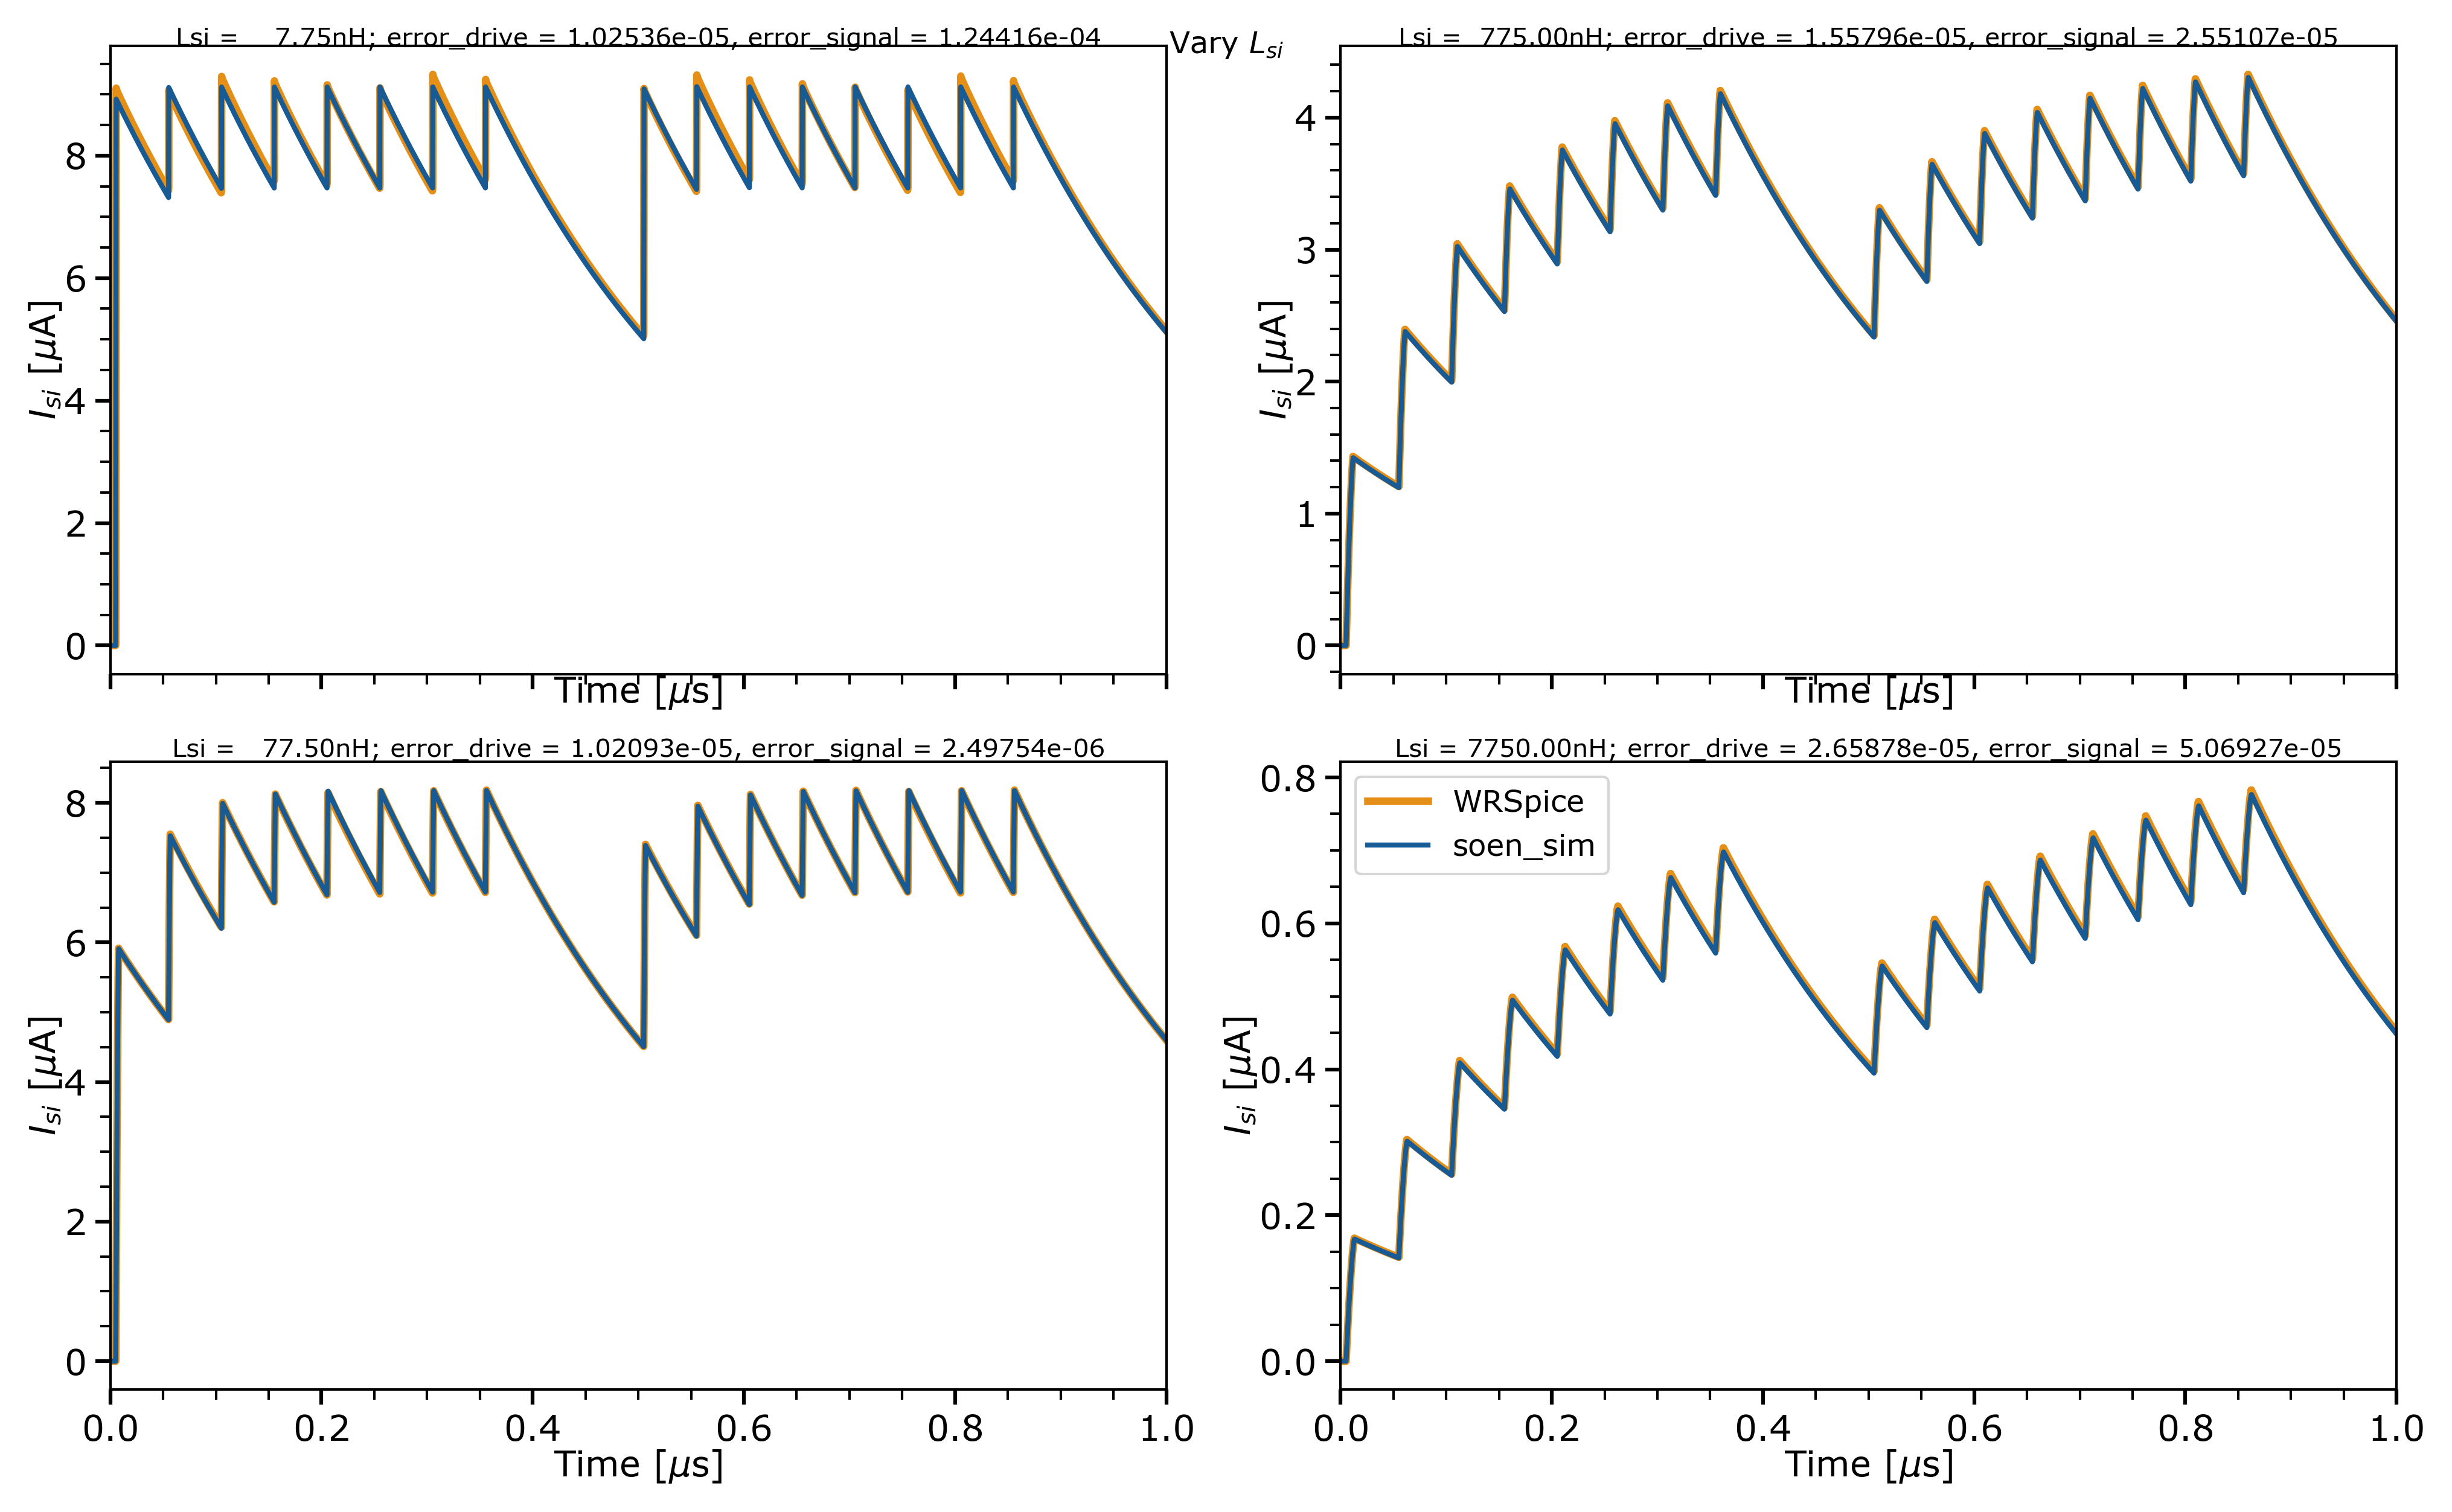 Vary Lsi
Lsi =    7.75nH; error_drive = 1.02536e-05, error_signal = 1.24416e-04
Isi [μA]
8
6
4
2
0
Time [μs]
Lsi =  775.00nH; error_drive = 1.55796e-05, error_signal = 2.55107e-05
Isi [μA]
4
3
2
1
0
Time [μs]
Lsi =   77.50nH; error_drive = 1.02093e-05, error_signal = 2.49754e-06
Isi [μA]
8
6
4
2
0
0.0 0.2 0.4 0.6 0.8 1.0
Time [μs]
Lsi = 7750.00nH; error_drive = 2.65878e-05, error_signal = 5.06927e-05
WRSpice
soen_sim
Isi [μA]
0.8
0.6
0.4
0.2
0.0
0.0 0.2 0.4 0.6 0.8 1.0
Time [μs]